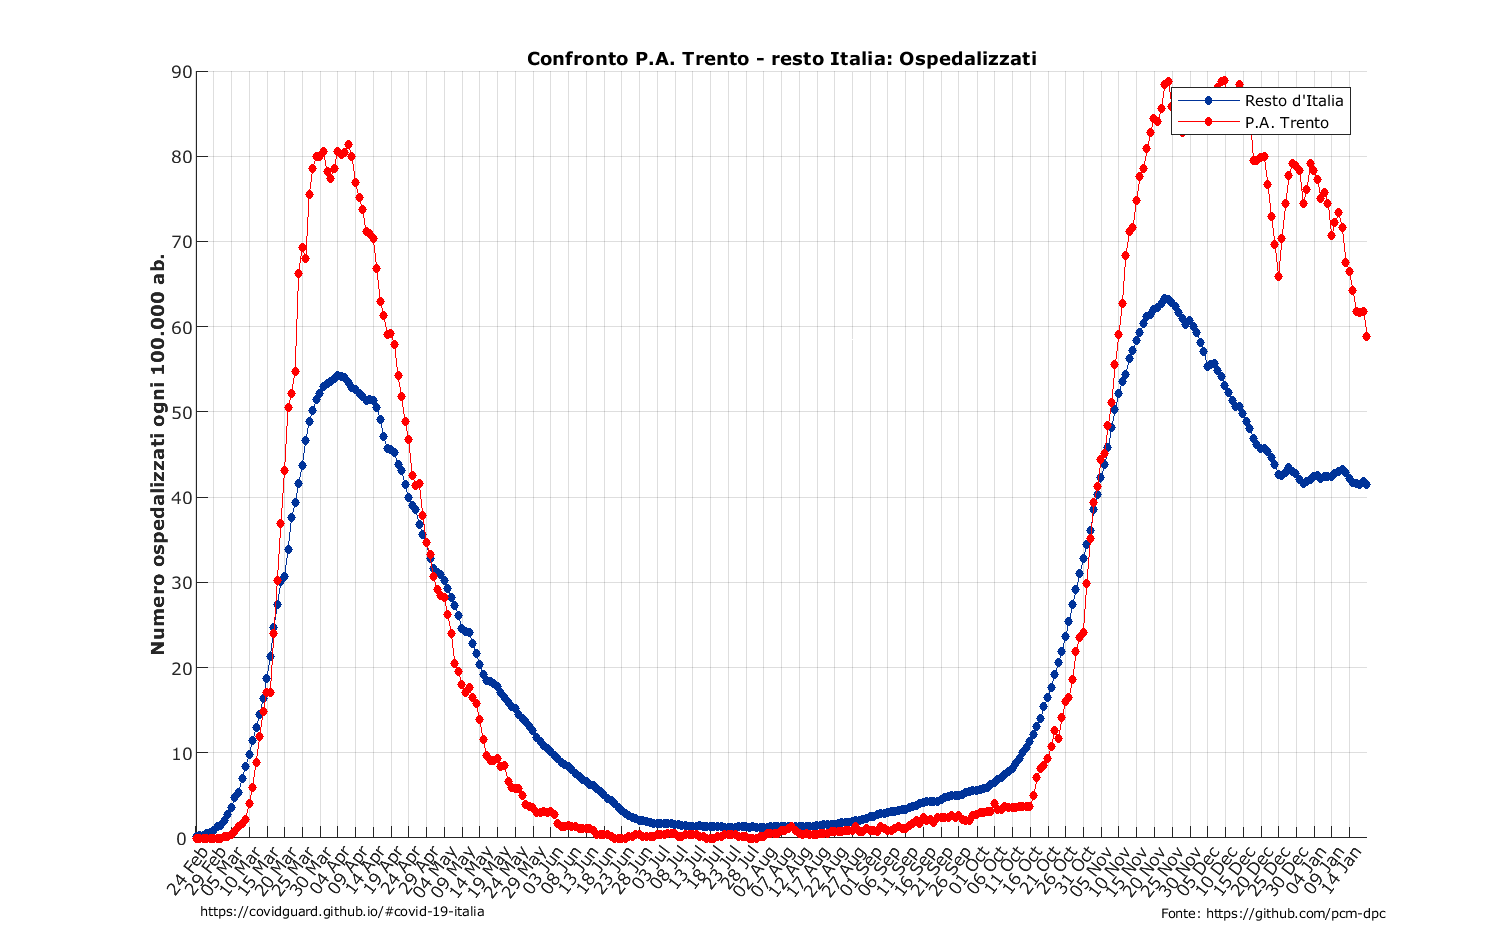 Confronto P.A. Trento - resto Italia: Ospedalizzati
Numero ospedalizzati ogni 100.000 ab.
90
80
70
60
50
40
30
20
10
0
Resto d'Italia
P.A. Trento
24 Feb
29 Feb
05 Mar
10 Mar
15 Mar
20 Mar
25 Mar
30 Mar
04 Apr
09 Apr
14 Apr
19 Apr
24 Apr
29 Apr
04 May
09 May
14 May
19 May
24 May
29 May
03 Jun
08 Jun
13 Jun
18 Jun
23 Jun
28 Jun
03 Jul
08 Jul
13 Jul
18 Jul
23 Jul
28 Jul
02 Aug
07 Aug
12 Aug
17 Aug
22 Aug
27 Aug
01 Sep
06 Sep
11 Sep
16 Sep
21 Sep
26 Sep
01 Oct
06 Oct
11 Oct
16 Oct
21 Oct
26 Oct
31 Oct
05 Nov
10 Nov
15 Nov
20 Nov
25 Nov
30 Nov
05 Dec
10 Dec
15 Dec
20 Dec
25 Dec
30 Dec
04 Jan
09 Jan
14 Jan
https://covidguard.github.io/#covid-19-italia
Fonte: https://github.com/pcm-dpc